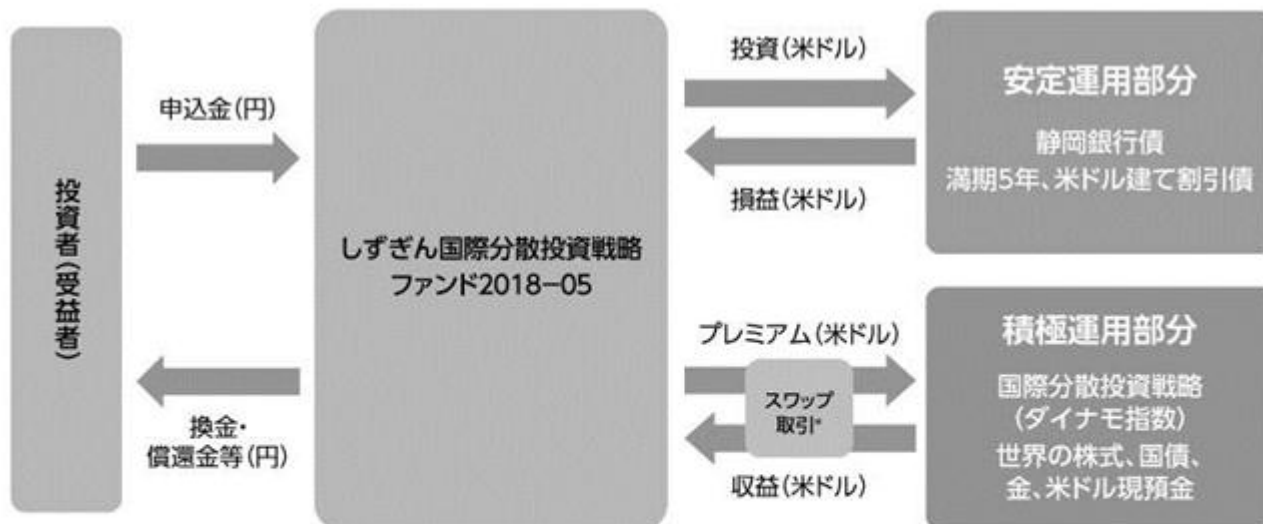 投資者(受益者)
申込金(円)
換金・
償還金等(円)
しずぎん国際分散投資戦略
ファンド2018-05
投資(米ドル)
損益(米ドル)
プレミアム(米ドル)
スワップ
取引*
収益(米ドル)
安定運用部分
静岡銀行債
満期5年、米ドル建て割引債
積極運用部分
国際分散投資戦略
(ダイナモ指数)
世界の株式、国債、
金、米ドル現預金